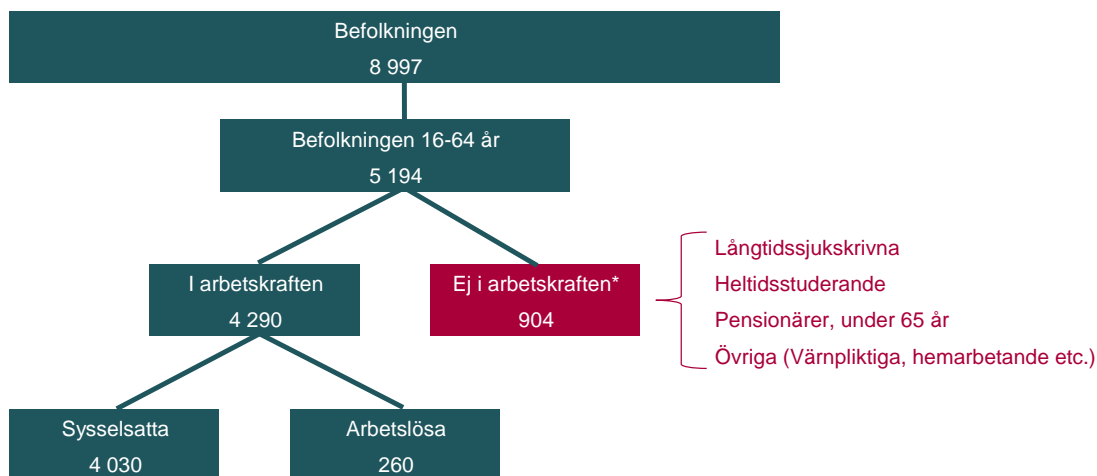 Befolkningen
8 997
Befolkningen 16-64 år
5 194
I arbetskraften
4 290
Ej i arbetskraften*
904
Långtidssjukskrivna
Heltidsstuderande
Pensionärer, under 65 år
Övriga (Värnpliktiga, hemarbetande etc.)
Sysselsatta
4 030
Arbetslösa
260